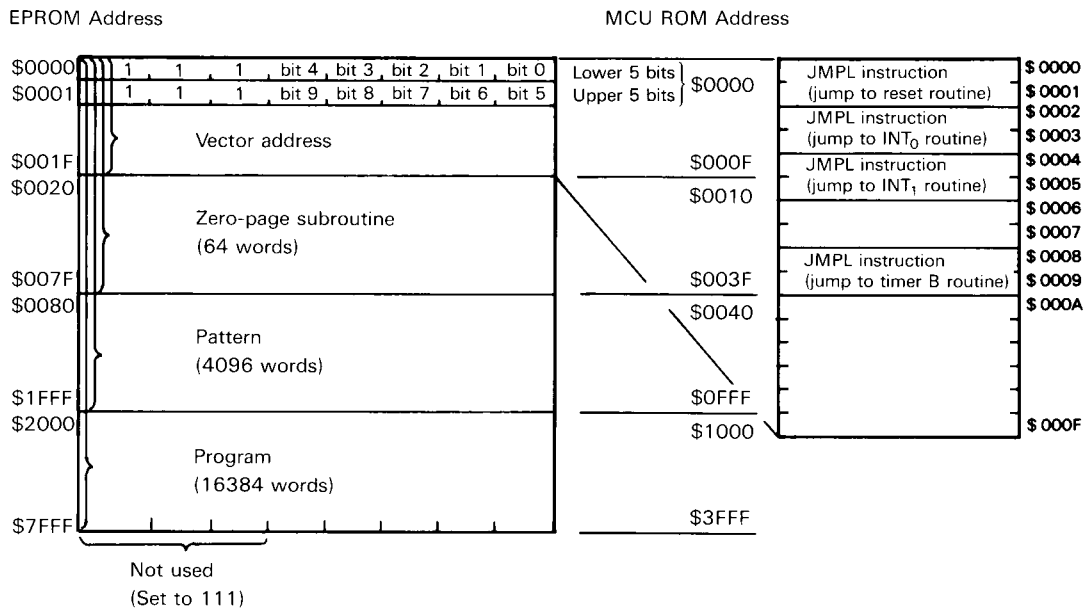 EPROM Address
MCU ROM Address
$0000 1 1 1 bit 4 bit 3 bit 2 bit 1 bit 0
$0001 1 1 1 bit 9 bit 8 bit 7 bit 6 bit 5
Vector address
$001F
$0020
Zero-page subroutine
(64 words)
$007F
$0080
Pattern
(4096 words)
$1FFF
$2000
Program
(16384 words)
$7FFF
Not used
(Set to 111)
Lower 5 bits
Upper 5 bits
$0000
$000F
$0010
$003F
$0040
$0FFF
$1000
$3FFF
JMPL instruction
(jump to reset routine)
JMPL instruction
(jump to INT0 routine)
JMPL instruction
(jump to INT1 routine)
JMPL instruction
(jump to timer B routine)
$0000
$0001
$0002
$0003
$0004
$0005
$0006
$0007
$0008
$0009
$000A
$000F